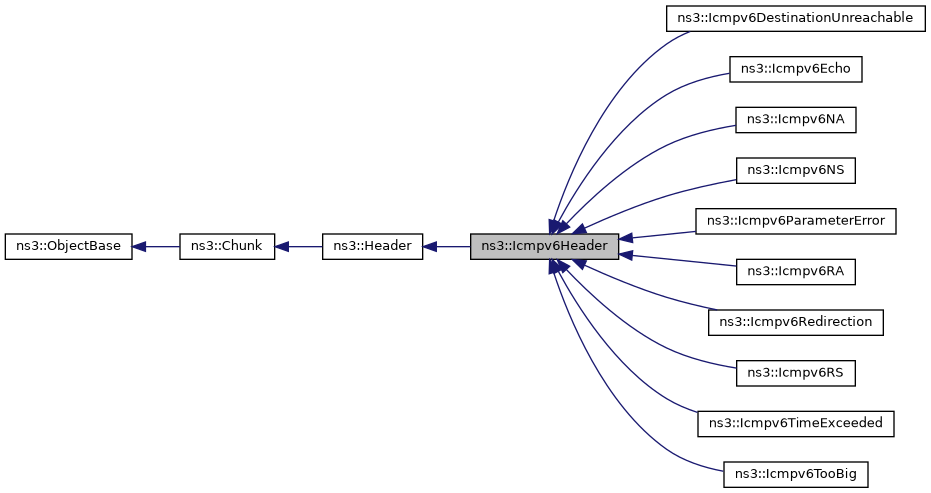 ns3::Icmpv6DestinationUnreachable
ns3::Icmpv6Echo
ns3::Icmpv6NA
ns3::Icmpv6NS
ns3::Icmpv6ParameterError
ns3::ObjectBase
ns3::Chunk
ns3::Header
ns3::Icmpv6Header
ns3::Icmpv6RA
ns3::Icmpv6Redirection
ns3::Icmpv6RS
ns3::Icmpv6TimeExceeded
ns3::Icmpv6TooBig